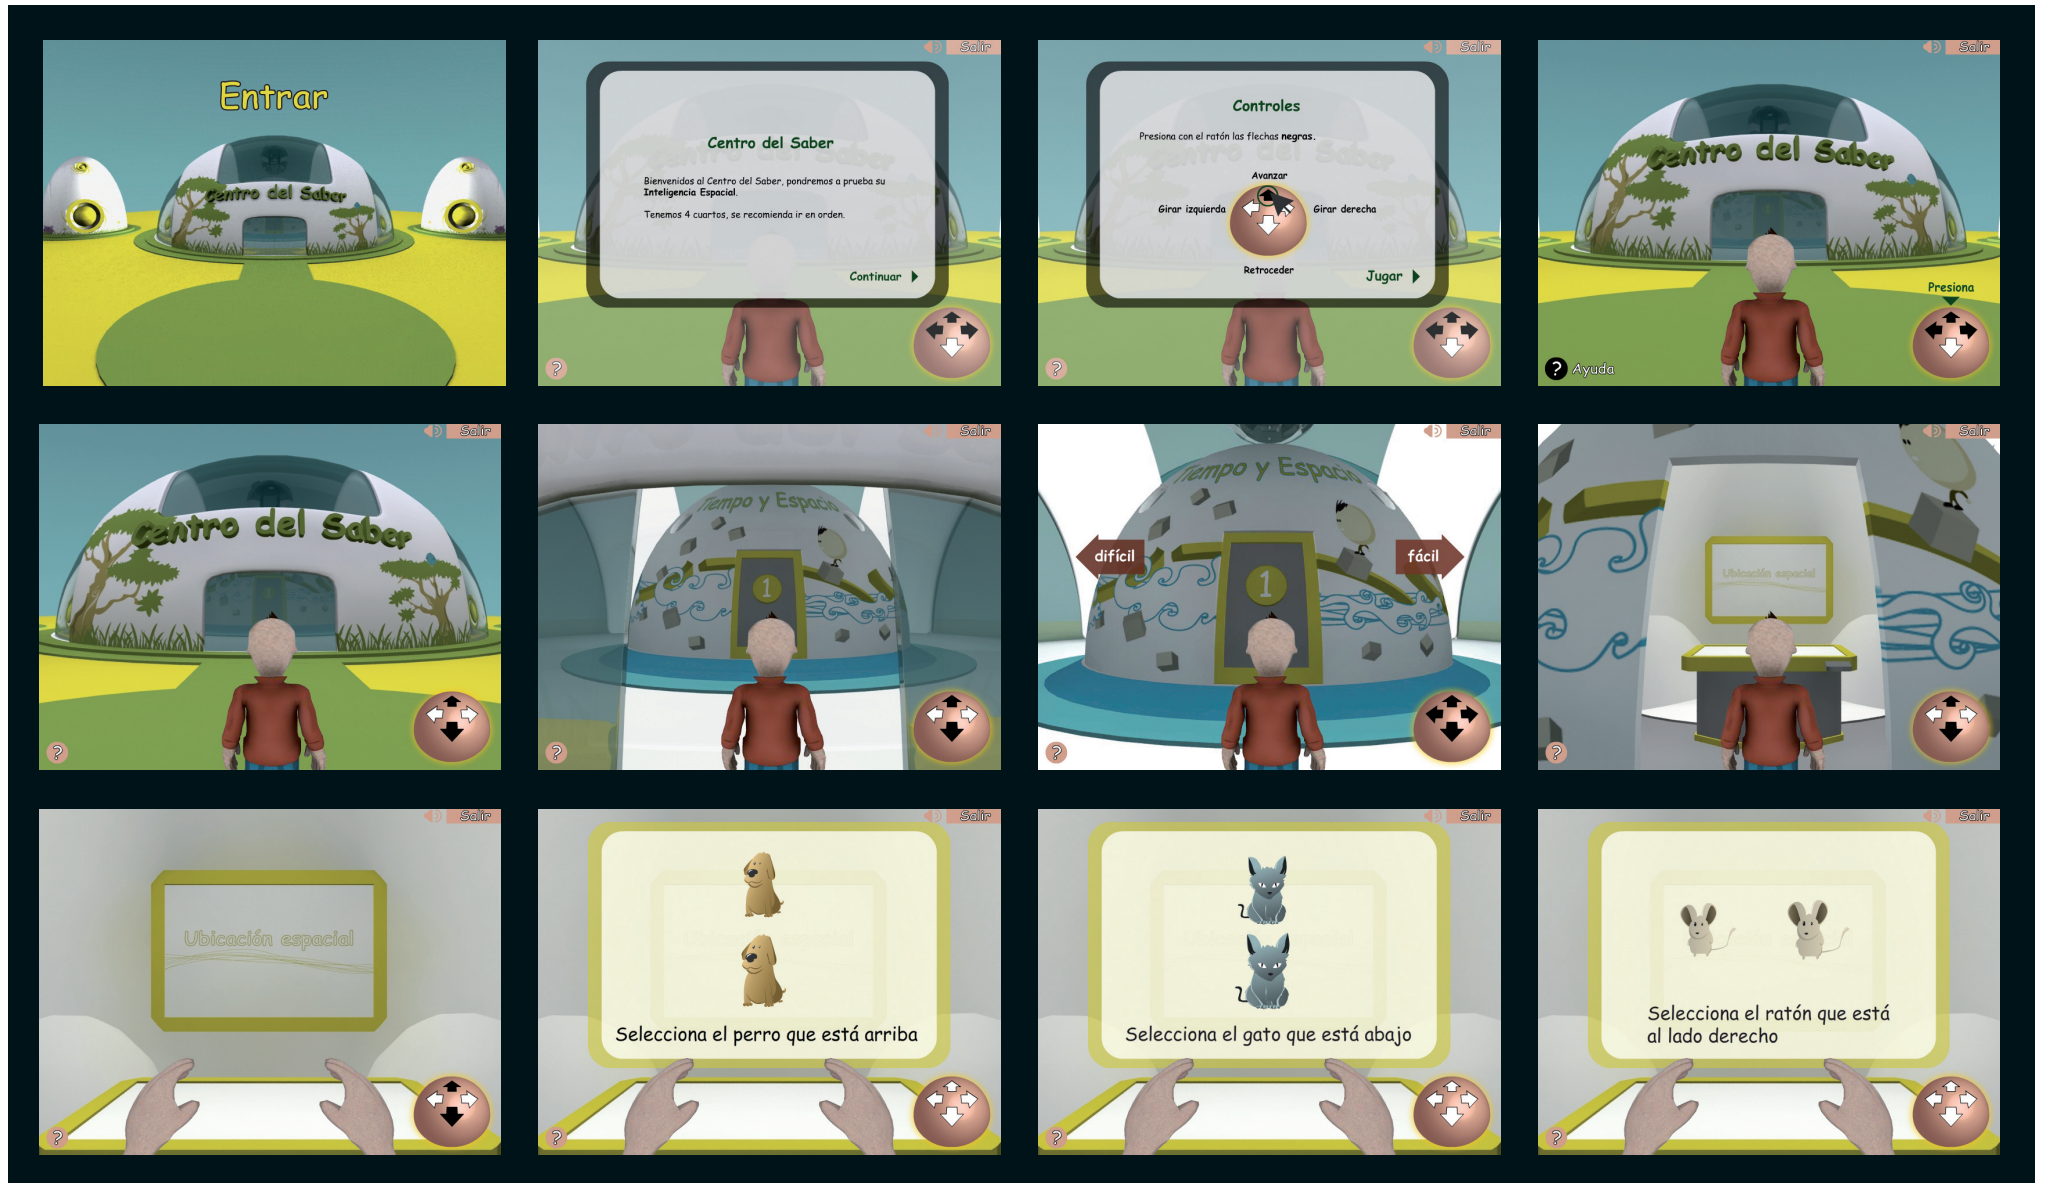 Entrar
Centro del Saber
Salir
Centro del Saber
Bienvenidos al Centro del Saber, pondremos a prueba su
Inteligencia Espacial.
Tenemos 4 cuartos, se recomienda ir en orden.
Continuar
?
Salir
Controles
Presiona con el ratón las flechas negras.
Avanzar
Girar izquierda
Girar derecha
Retroceder
Jugar
?
Salir
Centro del Saber
Presiona
? Ayuda
Salir
Centro del Saber
?
Salir
Tiempo y Espacio
1
?
Salir
Tiempo y Espacio
difícil
fácil
1
?
Salir
Ubicación espacial
?
Salir
Ubicación espacial
?
Salir
Selecciona el perro que está arriba
?
Salir
Selecciona el gato que está abajo
?
Salir
Selecciona el ratón que está
al lado derecho
?